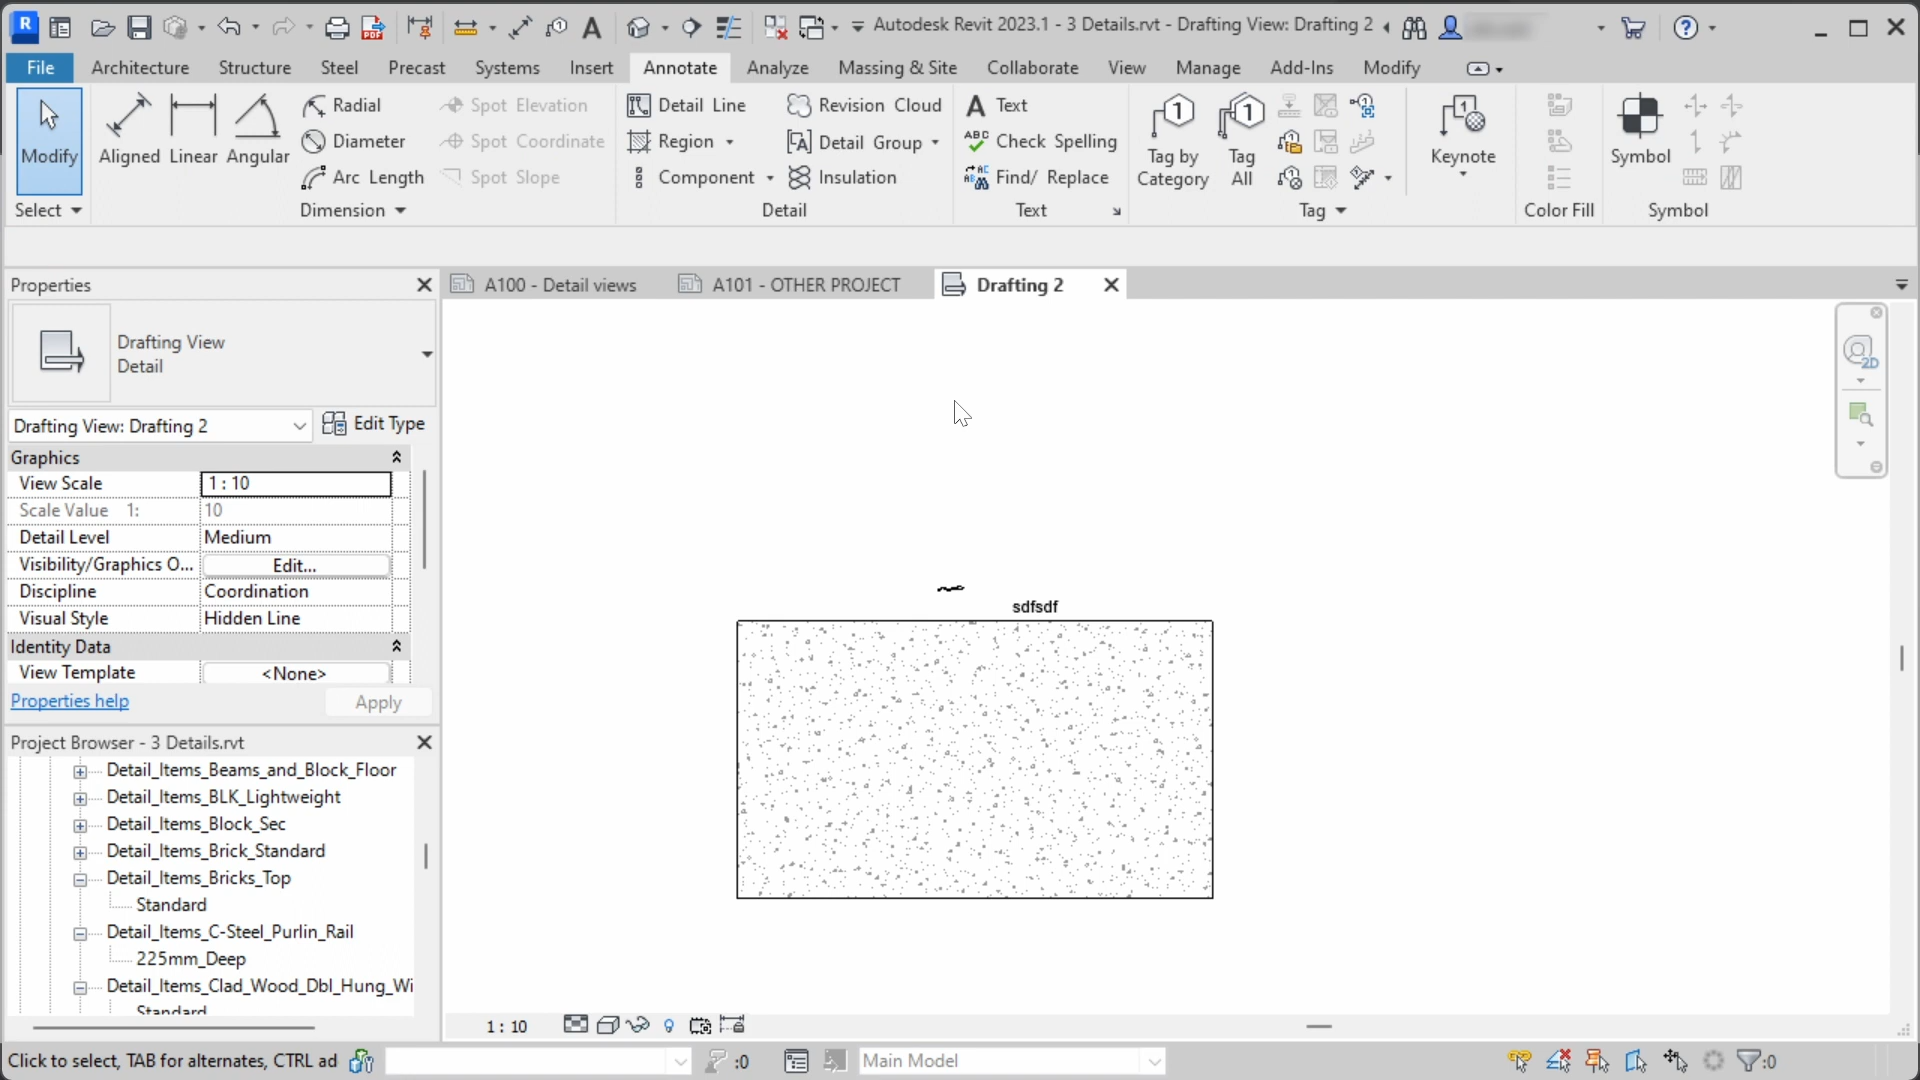 Autodesk Revit 2023.1 - 3 Details.rvt - Drafting View: Drafting 2
File Architecture Structure Steel Precast Systems Insert Annotate Analyze Massing & Site Collaborate View Manage Add-Ins Modify
Modify
Aligned
Linear
Angular
Radial
Diameter
Arc Length
Spot Elevation
Spot Coordinate
Spot Slope
Detail Line
Region
Component
Revision Cloud
Detail Group
Insulation
Text
ABC Check Spelling
Find/ Replace
Tag by
Category
Tag
All
Keynote
Symbol
Select Dimension Detail Text Tag Color Fill Symbol
Properties
A100 - Detail views
A101 - OTHER PROJECT
Drafting 2
Drafting View
Detail
Drafting View: Drafting 2
Edit Type
Graphics
View Scale 1 : 10
Scale Value 1: 10
Detail Level Medium
Visibility/Graphics O... Edit...
Discipline Coordination
Visual Style Hidden Line
Identity Data
View Template <None>
Properties help
Apply
2D
sdfsdf
Project Browser - 3 Details.rvt
Detail_Items_Beams_and_Block_Floor
Detail_Items_BLK_Lightweight
Detail_Items_Block_Sec
Detail_Items_Brick_Standard
Detail_Items_Bricks_Top
Standard
Detail_Items_C-Steel_Purlin_Rail
225mm_Deep
Detail_Items_Clad_Wood_Dbl_Hung_Wi
Standard
1 : 10
Click to select, TAB for alternates, CTRL ad
:0
Main Model
:0